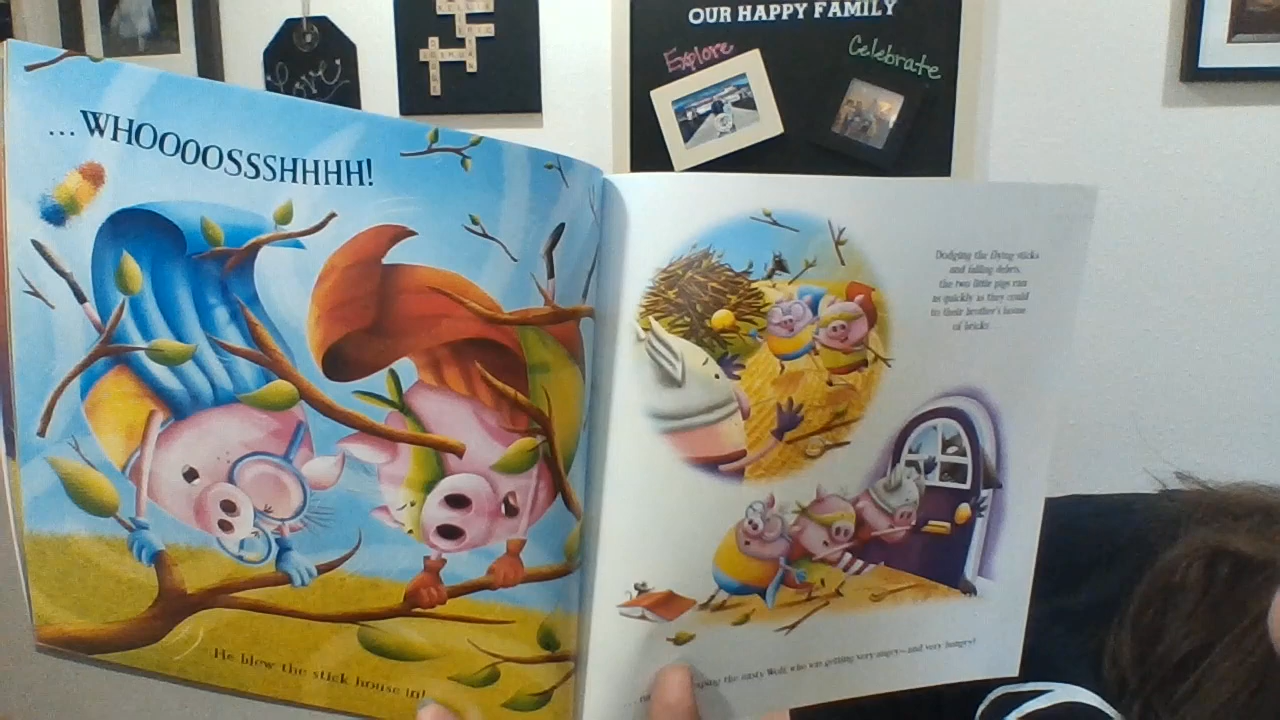 OUR HAPPY FAMILY
Explore
Celebrate
love
...WHOOOOSSSHHHH!
He blew the stick house in!
Dodging the flying sticks
and falling debris,
the two little pigs ran
as quickly as they could
to their brother's house
of bricks
the nasty Wolf, who was getting very angry—and very hungry!